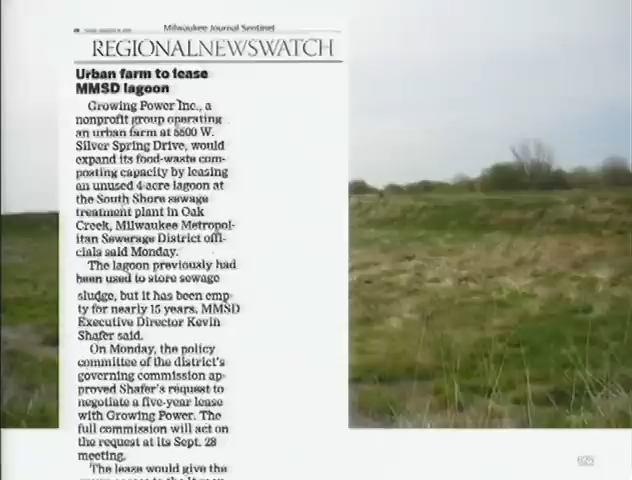 Milwaukee Journal Sentinel
REGIONALNEWSWATCH
Urban farm to lease
MMSD lagoon
Growing Power Inc., a
nonprofit group operating
an urban farm at 5500 W.
Silver Spring Drive, would
expand its food-waste com-
posting capacity by leasing
an unused 4-acre lagoon at
the South Shore sewage
treatment plant in Oak
Creek, Milwaukee Metropol-
itan Sewerage District offi-
cials said Monday.
The lagoon previously had
been used to store sewage
sludge, but it has been emp-
ty for nearly 15 years, MMSD
Executive Director Kevin
Shafer said.
On Monday, the policy
committee of the district's
governing commission ap-
proved Shafer's request to
negotiate a five-year lease
with Growing Power. The
full commission will act on
the request at its Sept. 28
meeting.
The lease would give the